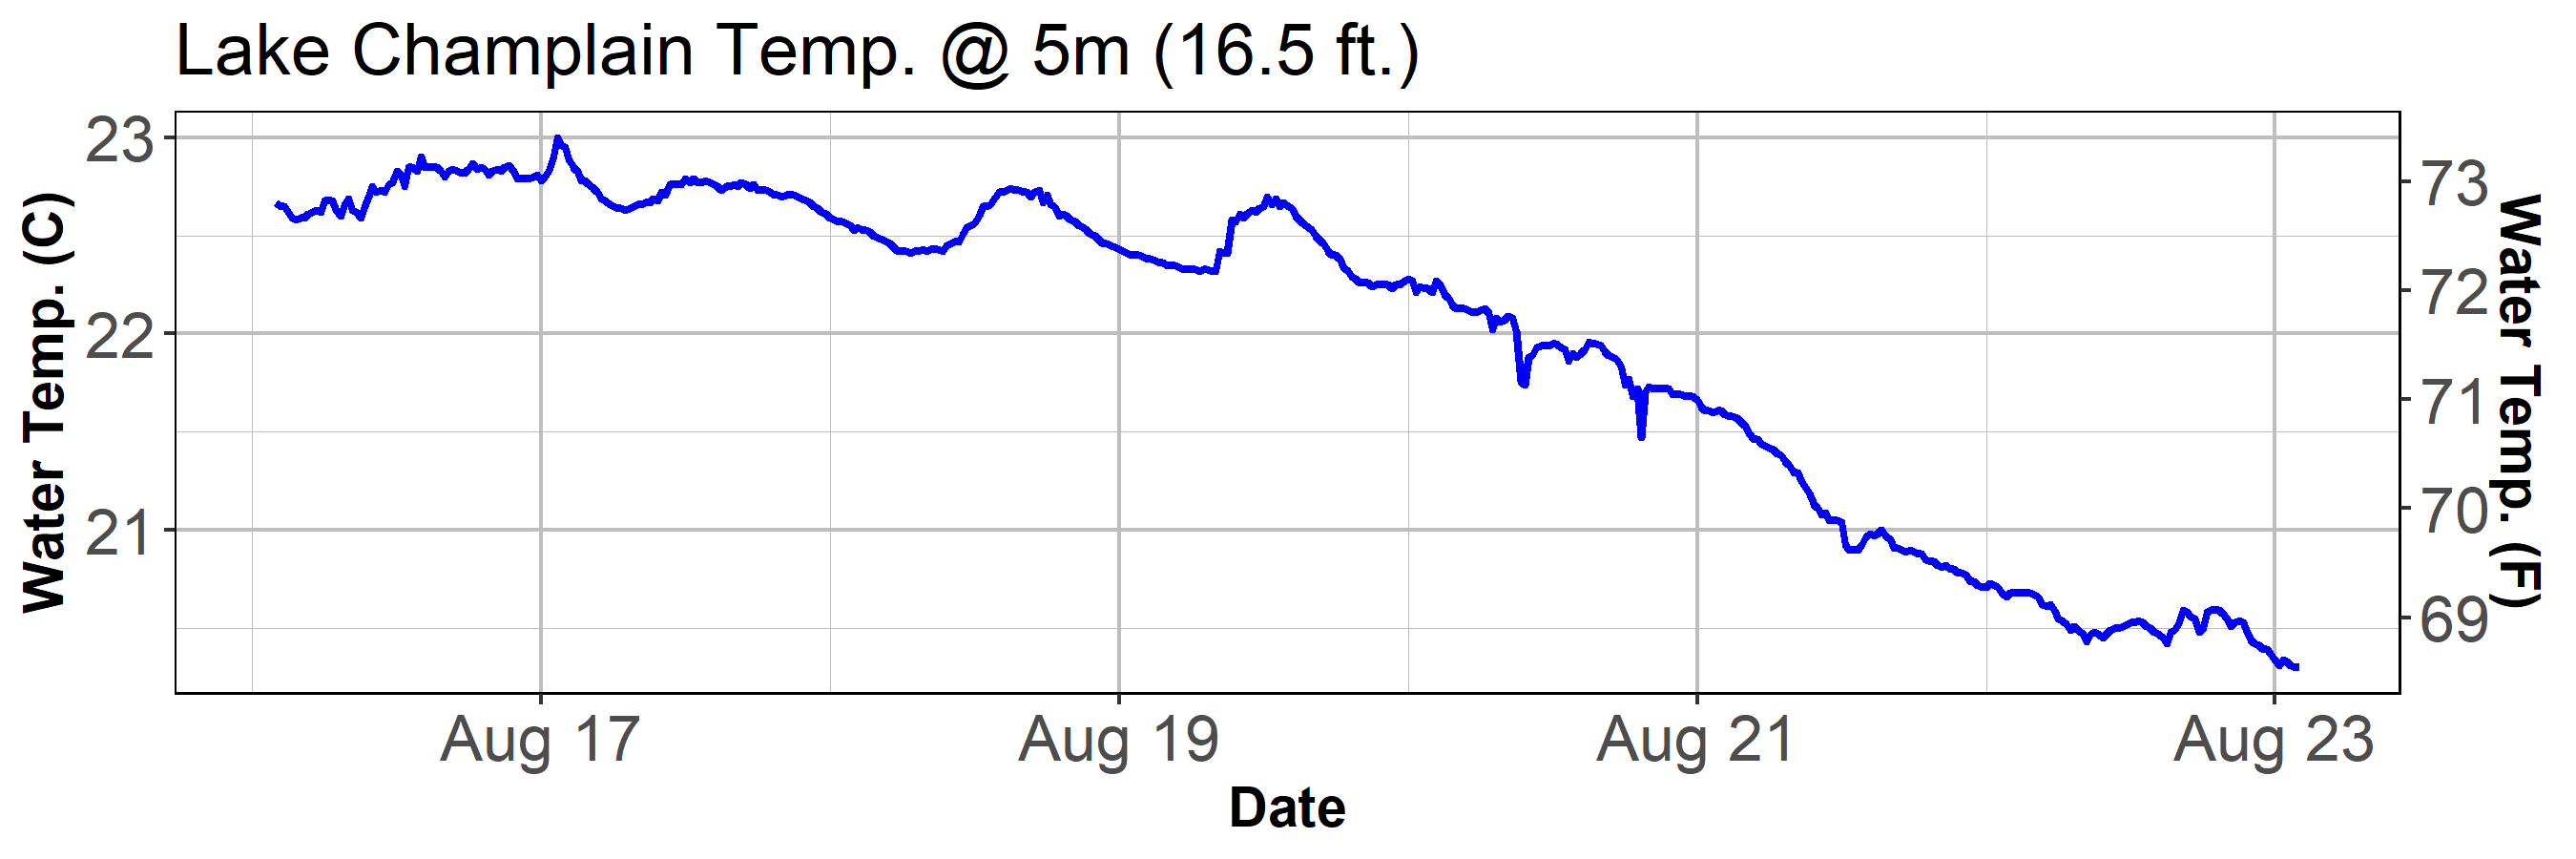 Lake Champlain Temp. @ 5m (16.5 ft.)
Water Temp. (C)
23
22
21
73
72
71
70
69
Water Temp. (F)
Aug 17
Aug 19
Aug 21
Aug 23
Date